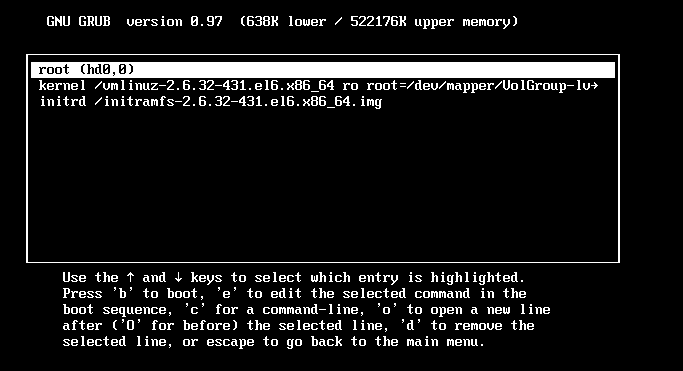 GNU GRUB  version 0.97  (638K lower / 522176K upper memory)
root (hd0,0)
kernel /vmlinuz-2.6.32-431.el6.x86_64 ro root=/dev/mapper/VolGroup-lv→
initrd /initramfs-2.6.32-431.el6.x86_64.img
Use the ↑ and ↓ keys to select which entry is highlighted.
Press 'b' to boot, 'e' to edit the selected command in the
boot sequence, 'c' for a command-line, 'o' to open a new line
after ('O' for before) the selected line, 'd' to remove the
selected line, or escape to go back to the main menu.